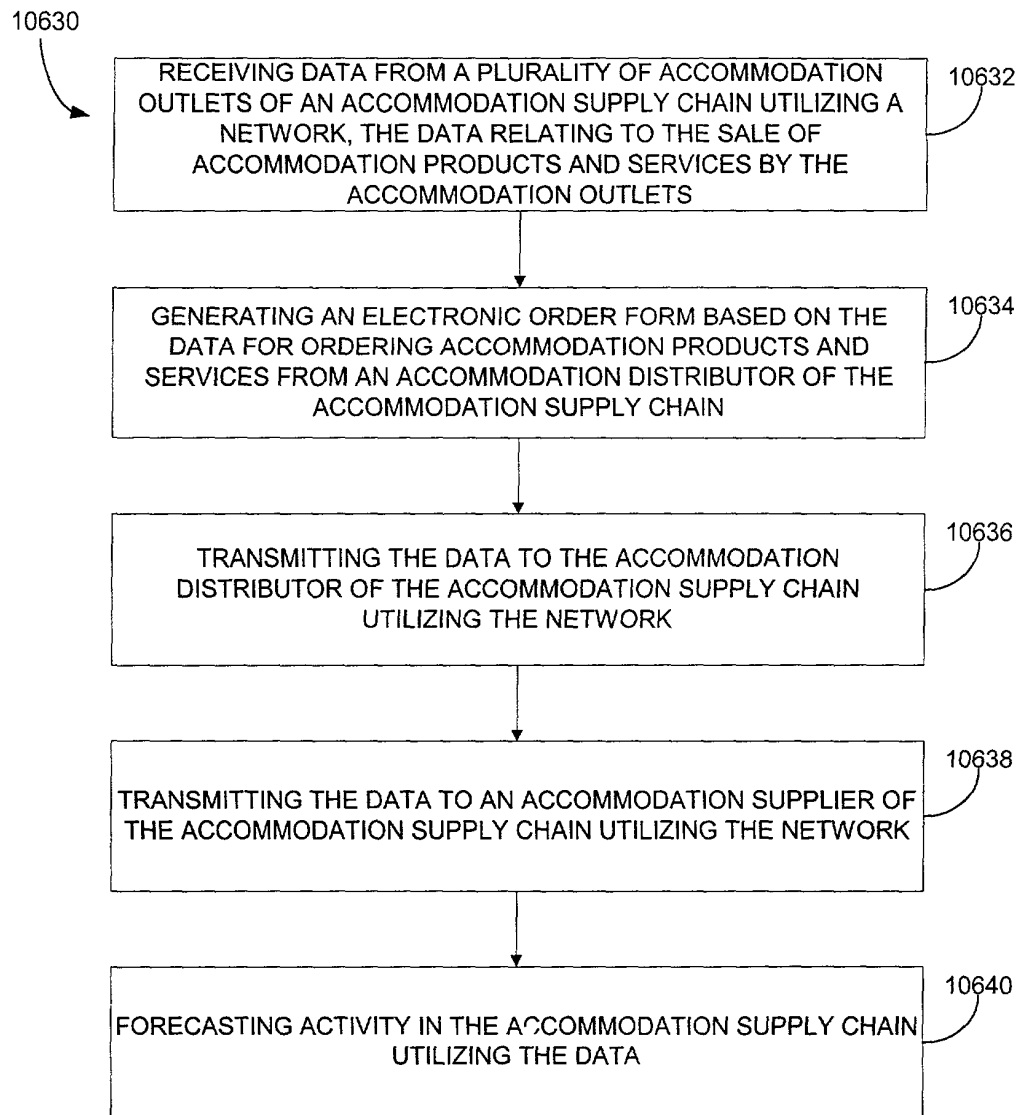 10630
RECEIVING DATA FROM A PLURALITY OF ACCOMMODATION
OUTLETS OF AN ACCOMMODATION SUPPLY CHAIN UTILIZING A
NETWORK, THE DATA RELATING TO THE SALE OF
ACCOMMODATION PRODUCTS AND SERVICES BY THE
ACCOMMODATION OUTLETS
10632
GENERATING AN ELECTRONIC ORDER FORM BASED ON THE
DATA FOR ORDERING ACCOMMODATION PRODUCTS AND
SERVICES FROM AN ACCOMMODATION DISTRIBUTOR OF THE
ACCOMMODATION SUPPLY CHAIN
10634
TRANSMITTING THE DATA TO THE ACCOMMODATION
DISTRIBUTOR OF THE ACCOMMODATION SUPPLY CHAIN
UTILIZING THE NETWORK
10636
TRANSMITTING THE DATA TO AN ACCOMMODATION SUPPLIER OF
THE ACCOMMODATION SUPPLY CHAIN UTILIZING THE NETWORK
10638
FORECASTING ACTIVITY IN THE ACCOMMODATION SUPPLY CHAIN
UTILIZING THE DATA
10640